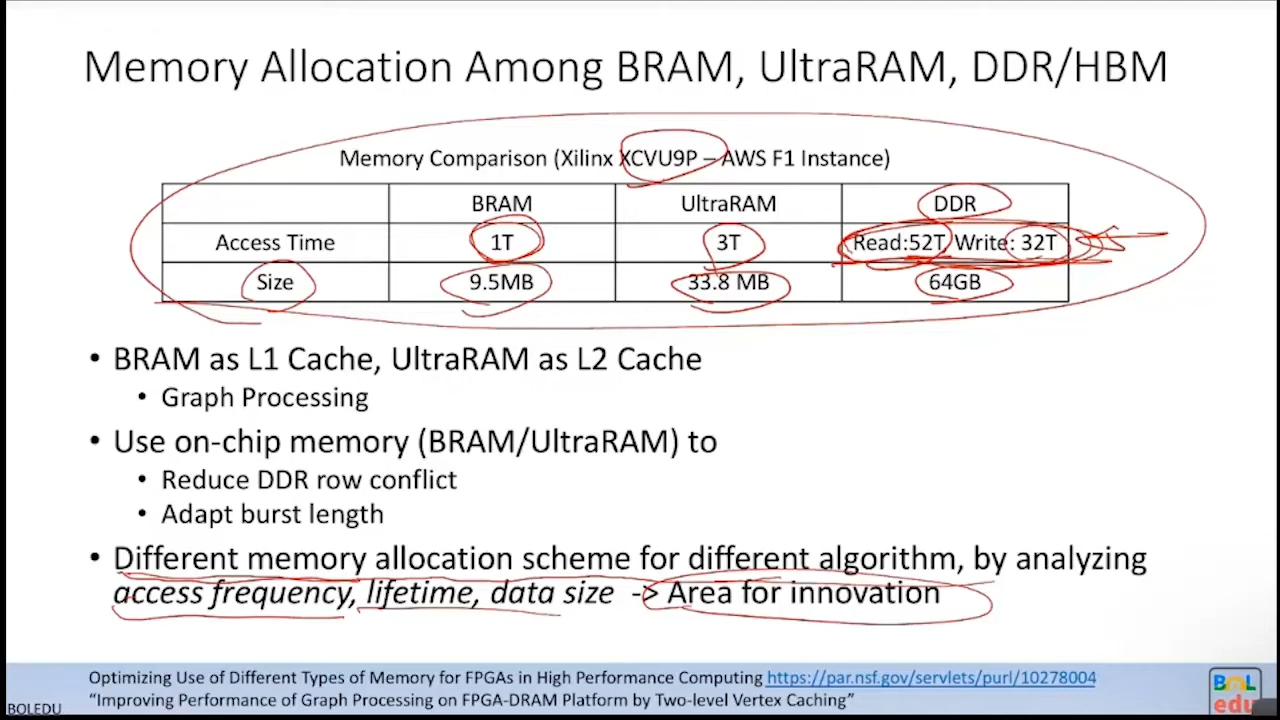 Memory Allocation Among BRAM, UltraRAM, DDR/HBM
Memory Comparison (Xilinx XCVU9P – AWS F1 Instance)
BRAM UltraRAM DDR
Access Time 1T 3T Read:52T, Write: 32T
Size 9.5MB 33.8 MB 64GB
• BRAM as L1 Cache, UltraRAM as L2 Cache
• Graph Processing
• Use on-chip memory (BRAM/UltraRAM) to
• Reduce DDR row conflict
• Adapt burst length
• Different memory allocation scheme for different algorithm, by analyzing
access frequency, lifetime, data size -> Area for innovation
Optimizing Use of Different Types of Memory for FPGAs in High Performance Computing https://par.nsf.gov/servlets/purl/10278004
“Improving Performance of Graph Processing on FPGA-DRAM Platform by Two-level Vertex Caching”
BOLEDU
BOL
edu